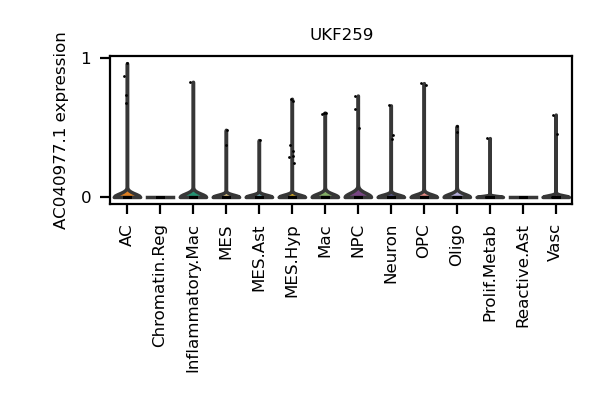 UKF259
AC040977.1 expression
1
0
AC
Chromatin.Reg
Inflammatory.Mac
MES
MES.Ast
MES.Hyp
Mac
NPC
Neuron
OPC
Oligo
Prolif.Metab
Reactive.Ast
Vasc